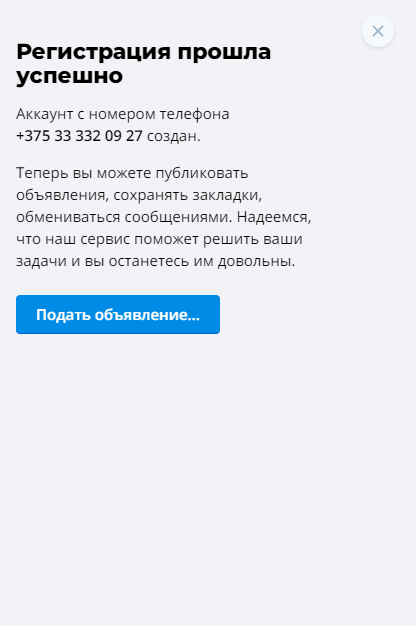 Регистрация прошла
успешно
Аккаунт с номером телефона
+375 33 332 09 27 создан.
Теперь вы можете публиковать
объявления, сохранять закладки,
обмениваться сообщениями. Надеемся,
что наш сервис поможет решить ваши
задачи и вы останетесь им довольны.
Подать объявление...